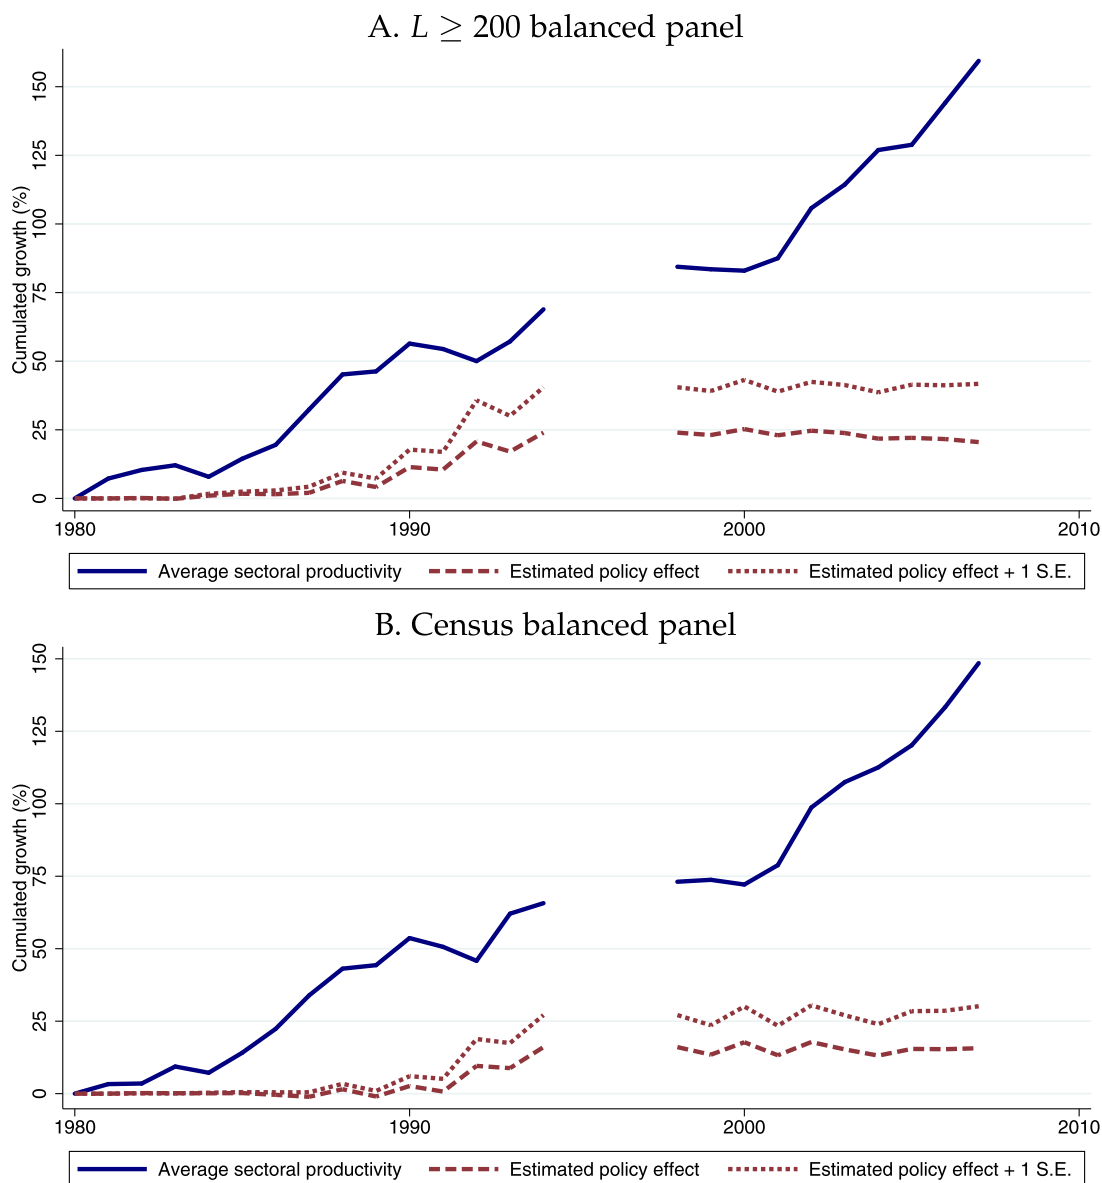 A. L ≥ 200 balanced panel
Cumulated growth (%)
150
125
100
75
50
25
0
1980 1990 2000 2010
Average sectoral productivity Estimated policy effect Estimated policy effect + 1 S.E.
B. Census balanced panel
Cumulated growth (%)
150
125
100
75
50
25
0
1980 1990 2000 2010
Average sectoral productivity Estimated policy effect Estimated policy effect + 1 S.E.